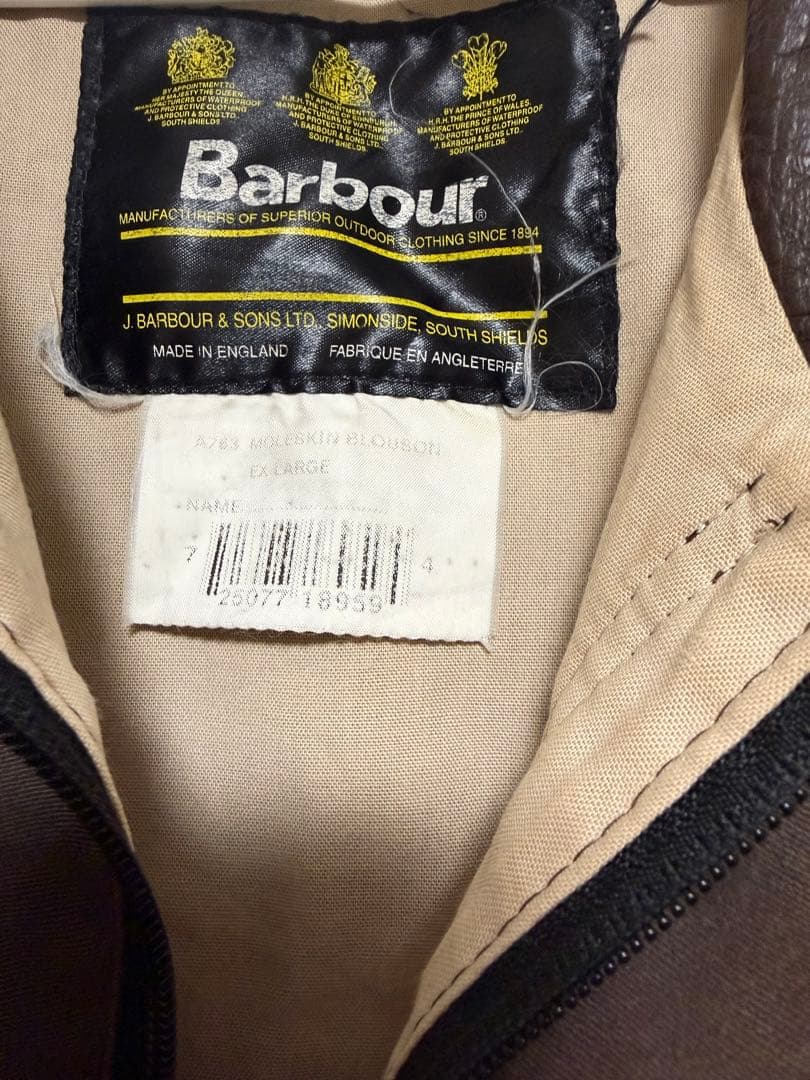 BY APPOINTMENT TO
HER MAJESTY THE QUEEN
MANUFACTURERS OF WATERPROOF
AND PROTECTIVE CLOTHING
J. BARBOUR & SONS LTD.
SOUTH SHIELDS
BY APPOINTMENT TO
H.R.H. THE DUKE OF EDINBURGH
MANUFACTURERS OF WATERPROOF
AND PROTECTIVE CLOTHING
J. BARBOUR & SONS LTD.
SOUTH SHIELDS
BY APPOINTMENT TO
H.R.H. THE PRINCE OF WALES
MANUFACTURERS OF WATERPROOF
AND PROTECTIVE CLOTHING
J. BARBOUR & SONS LTD.
SOUTH SHIELDS
Barbour®
MANUFACTURERS OF SUPERIOR OUTDOOR CLOTHING SINCE 1894
J. BARBOUR & SONS LTD. SIMONSIDE, SOUTH SHIELDS
MADE IN ENGLAND FABRIQUE EN ANGLETERRE
A763 MOLESKIN BLOUSON
EX-LARGE
NAME
7 25077 18959 4